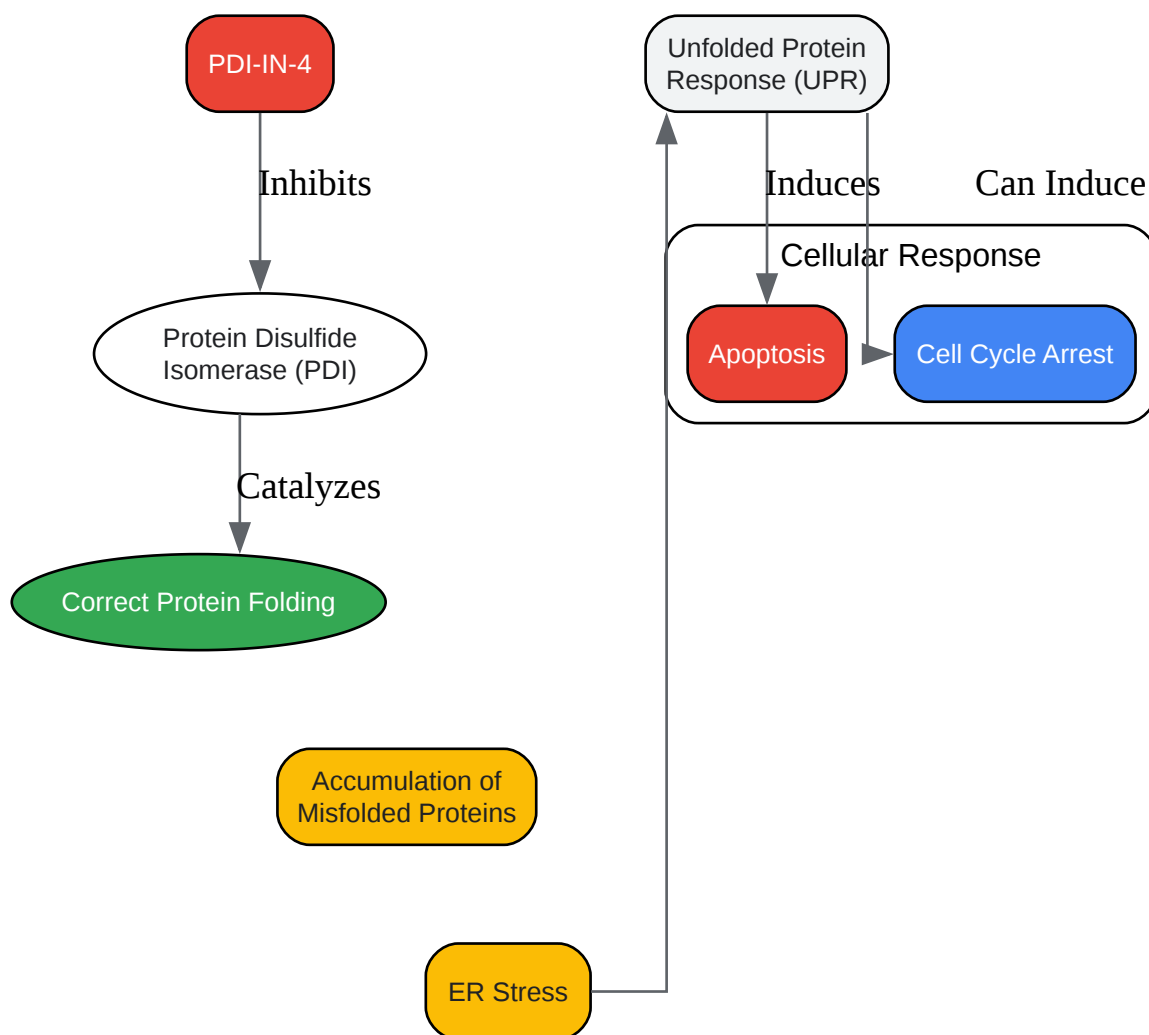 PDI-IN-4
Unfolded Protein
Response (UPR)
Inhibits
Induces
Can Induce
Cellular Response
Protein Disulfide
Isomerase (PDI)
Apoptosis
Cell Cycle Arrest
Catalyzes
Correct Protein Folding
Accumulation of
Misfolded Proteins
ER Stress